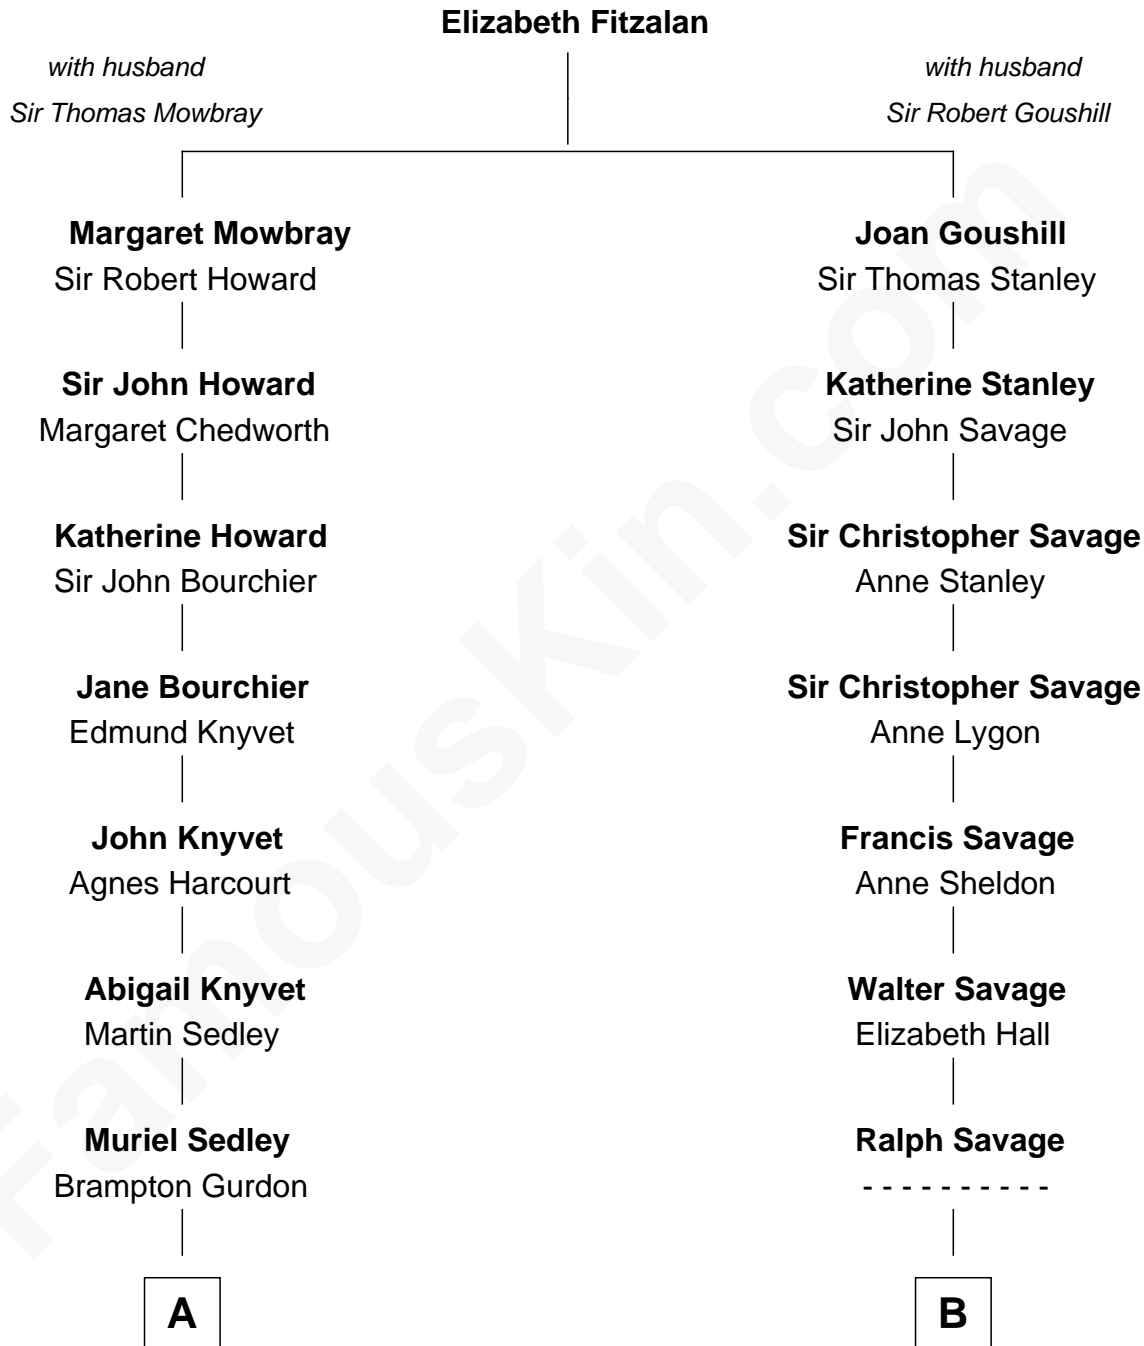 Elizabeth Fitzalan
with husband
Sir Thomas Mowbray
with husband
Sir Robert Goushill
Margaret Mowbray
Sir Robert Howard
Joan Goushill
Sir Thomas Stanley
Sir John Howard
Margaret Chedworth
Katherine Stanley
Sir John Savage
Katherine Howard
Sir John Bourchier
Sir Christopher Savage
Anne Stanley
Jane Bourchier
Edmund Knyvet
Sir Christopher Savage
Anne Lygon
John Knyvet
Agnes Harcourt
Francis Savage
Anne Sheldon
Abigail Knyvet
Martin Sedley
Walter Savage
Elizabeth Hall
Muriel Sedley
Brampton Gurdon
Ralph Savage
- - - - - - - - - -
A
B
FamousKin.com